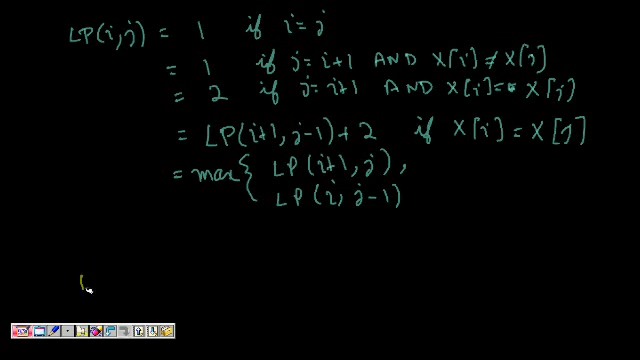 LP(i,j) = 1 if i=j
= 1 if j=i+1 AND X[i]≠X[j]
= 2 if j=i+1 AND X[i]=X[j]
= LP(i+1, j-1)+2 if X[i]=X[j]
= max{ LP(i+1, j),
LP(i, j-1)